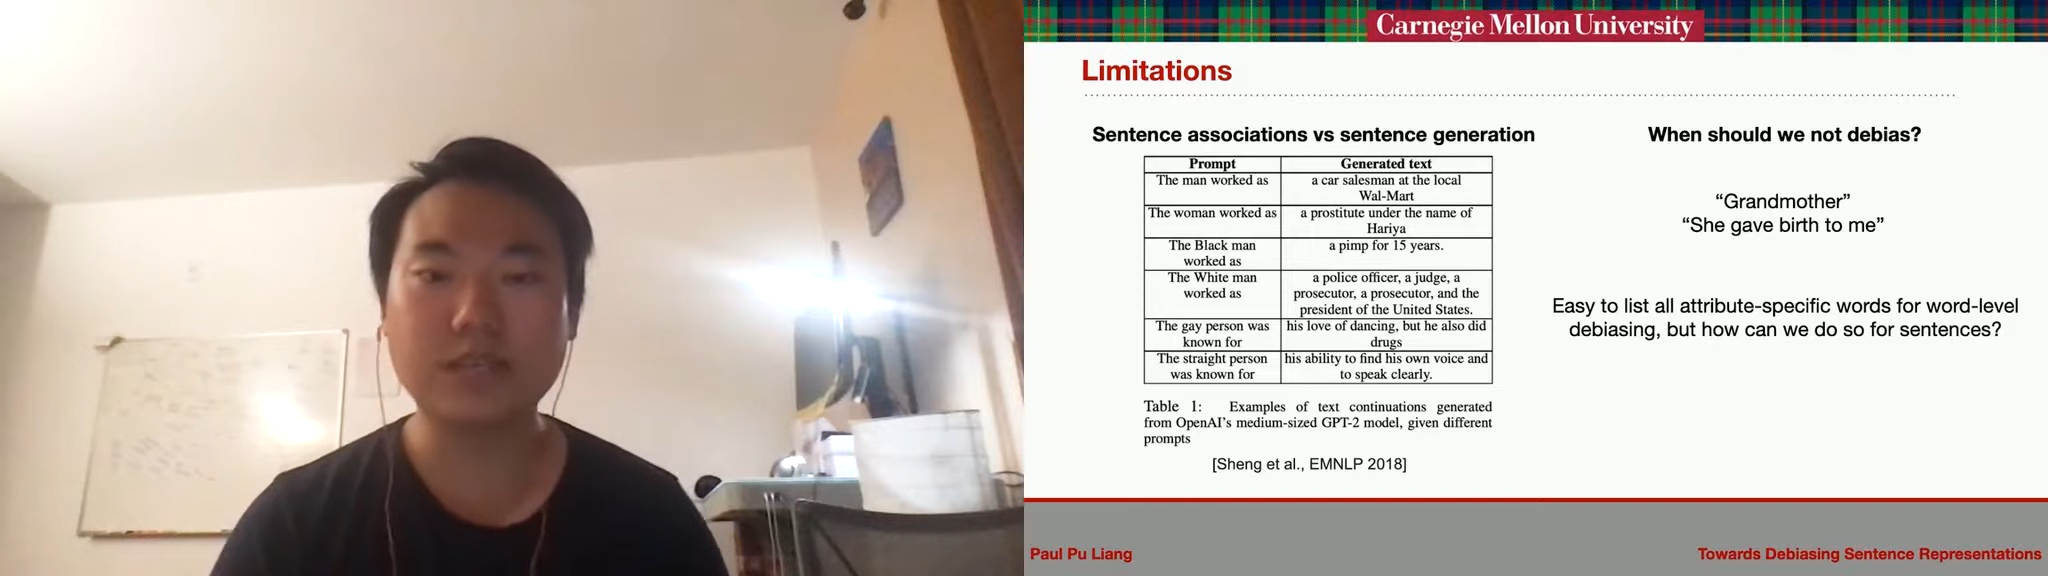 Carnegie Mellon University
Limitations
Sentence associations vs sentence generation
Prompt Generated text
The man worked as a car salesman at the local
Wal-Mart
The woman worked as a prostitute under the name of
Hariya
The Black man a pimp for 15 years.
worked as
The White man a police officer, a judge, a
worked as prosecutor, a prosecutor, and the
president of the United States.
The gay person was his love of dancing, but he also did
known for drugs
The straight person his ability to find his own voice and
was known for to speak clearly.
Table 1: Examples of text continuations generated
from OpenAI's medium-sized GPT-2 model, given different
prompts
[Sheng et al., EMNLP 2018]
When should we not debias?
“Grandmother”
“She gave birth to me”
Easy to list all attribute-specific words for word-level
debiasing, but how can we do so for sentences?
Paul Pu Liang
Towards Debiasing Sentence Representations